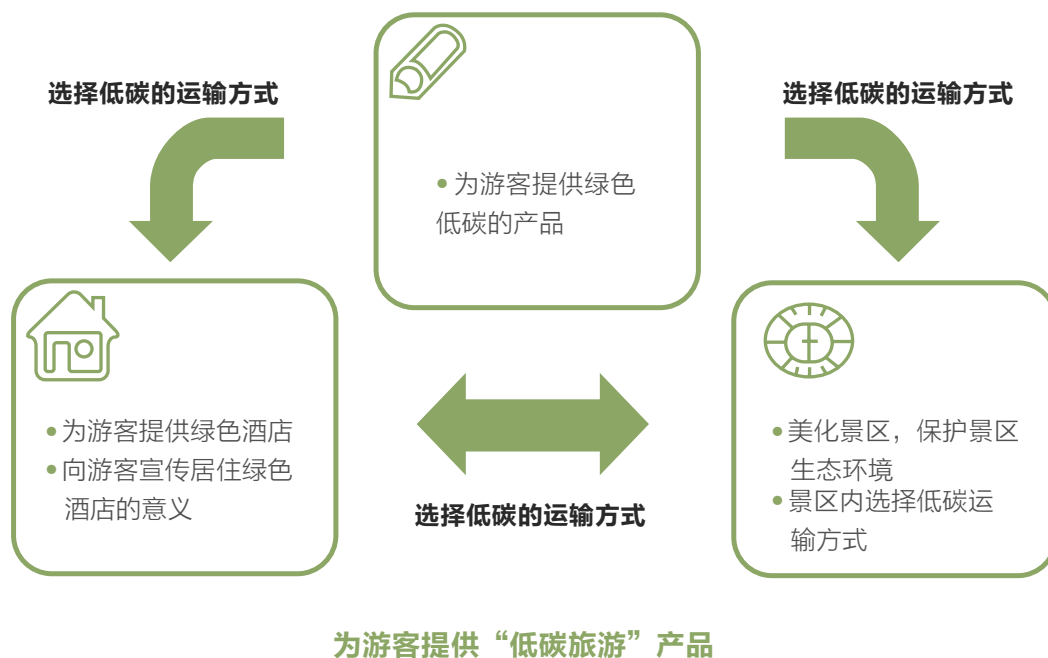 选择低碳的运输方式
选择低碳的运输方式
• 为游客提供绿色
低碳的产品
• 为游客提供绿色酒店
• 向游客宣传居住绿色
酒店的意义
• 美化景区，保护景区
生态环境
• 景区内选择低碳运
输方式
选择低碳的运输方式
为游客提供“低碳旅游”产品